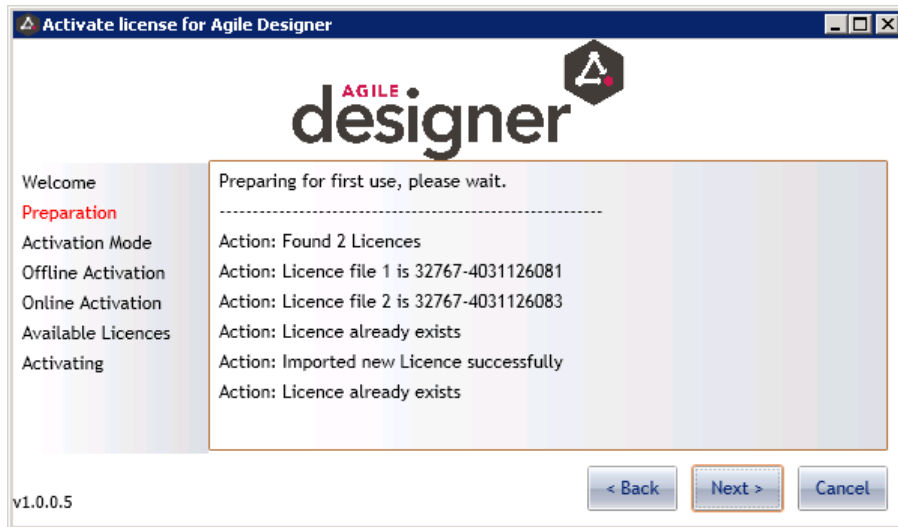 Activate license for Agile Designer
AGILE
designer
Welcome
Preparation
Activation Mode
Offline Activation
Online Activation
Available Licences
Activating
Preparing for first use, please wait.
----------------------------------------------------------
Action: Found 2 Licences
Action: Licence file 1 is 32767-4031126081
Action: Licence file 2 is 32767-4031126083
Action: Licence already exists
Action: Imported new Licence successfully
Action: Licence already exists
v1.0.0.5
< Back
Next >
Cancel